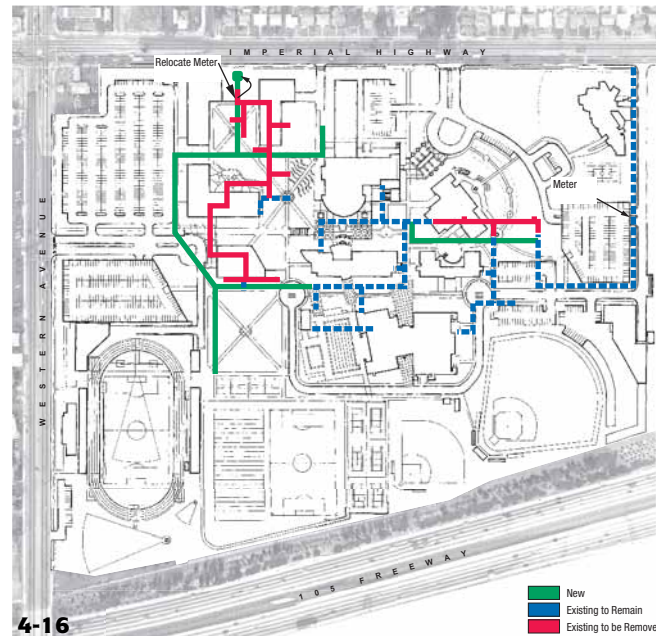 IMPERIAL HIGHWAY
Relocate Meter
Meter
WESTERN AVENUE
105 FREEWAY
New
Existing to Remain
Existing to be Remove
4-16